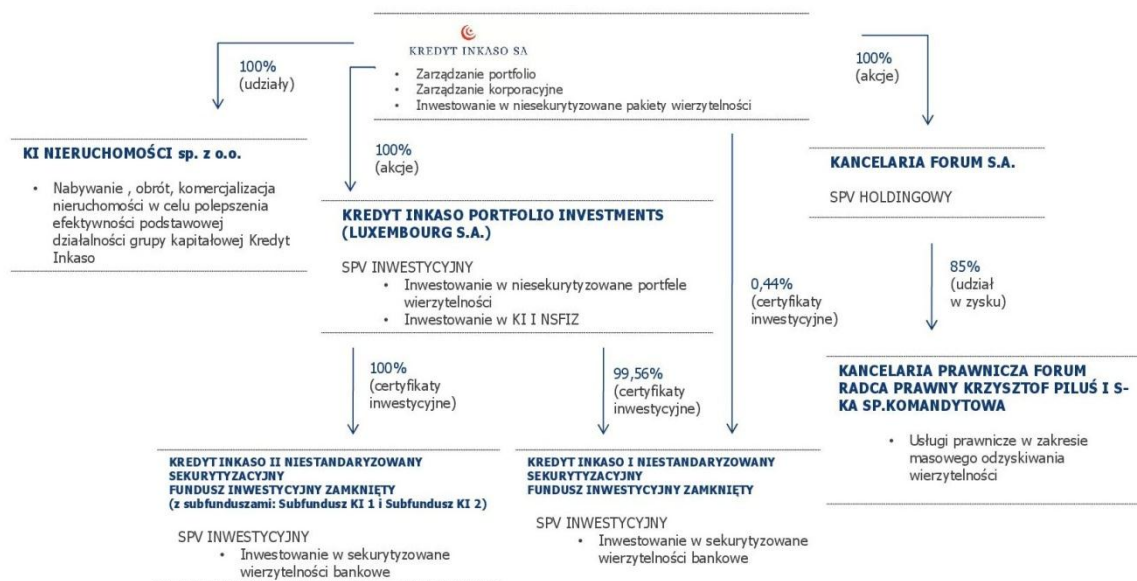 KREDYT INKASO SA
• Zarządzanie portfolio
• Zarządzanie korporacyjne
• Inwestowanie w niesekurytyzowane pakiety wierzytelności
100%
(udziały)
100%
(akcje)
100%
(akcje)
KI NIERUCHOMOŚCI sp. z o.o.
• Nabywanie , obrót, komercjalizacja
nieruchomości w celu polepszenia
efektywności podstawowej
działalności grupy kapitałowej Kredyt
Inkaso
KREDYT INKASO PORTFOLIO INVESTMENTS
(LUXEMBOURG S.A.)
SPV INWESTYCYJNY
• Inwestowanie w niesekurytyzowane portfele
wierzytelności
• Inwestowanie w KI I NSFIZ
KANCELARIA FORUM S.A.
SPV HOLDINGOWY
0,44%
(certyfikaty
inwestycyjne)
85%
(udział
w zysku)
100%
(certyfikaty
inwestycyjne)
99,56%
(certyfikaty
inwestycyjne)
KANCELARIA PRAWNICZA FORUM
RADCA PRAWNY KRZYSZTOF PILUŚ I S-
KA SP.KOMANDYTOWA
• Usługi prawnicze w zakresie
masowego odzyskiwania
wierzytelności
KREDYT INKASO II NIESTANDARYZOWANY
SEKURYTYZACYJNY
FUNDUSZ INWESTYCYJNY ZAMKNIĘTY
(z subfunduszami: Subfundusz KI 1 i Subfundusz KI 2)
SPV INWESTYCYJNY
• Inwestowanie w sekurytyzowane
wierzytelności bankowe
KREDYT INKASO I NIESTANDARYZOWANY
SEKURYTYZACYJNY
FUNDUSZ INWESTYCYJNY ZAMKNIĘTY
SPV INWESTYCYJNY
• Inwestowanie w sekurytyzowane
wierzytelności bankowe